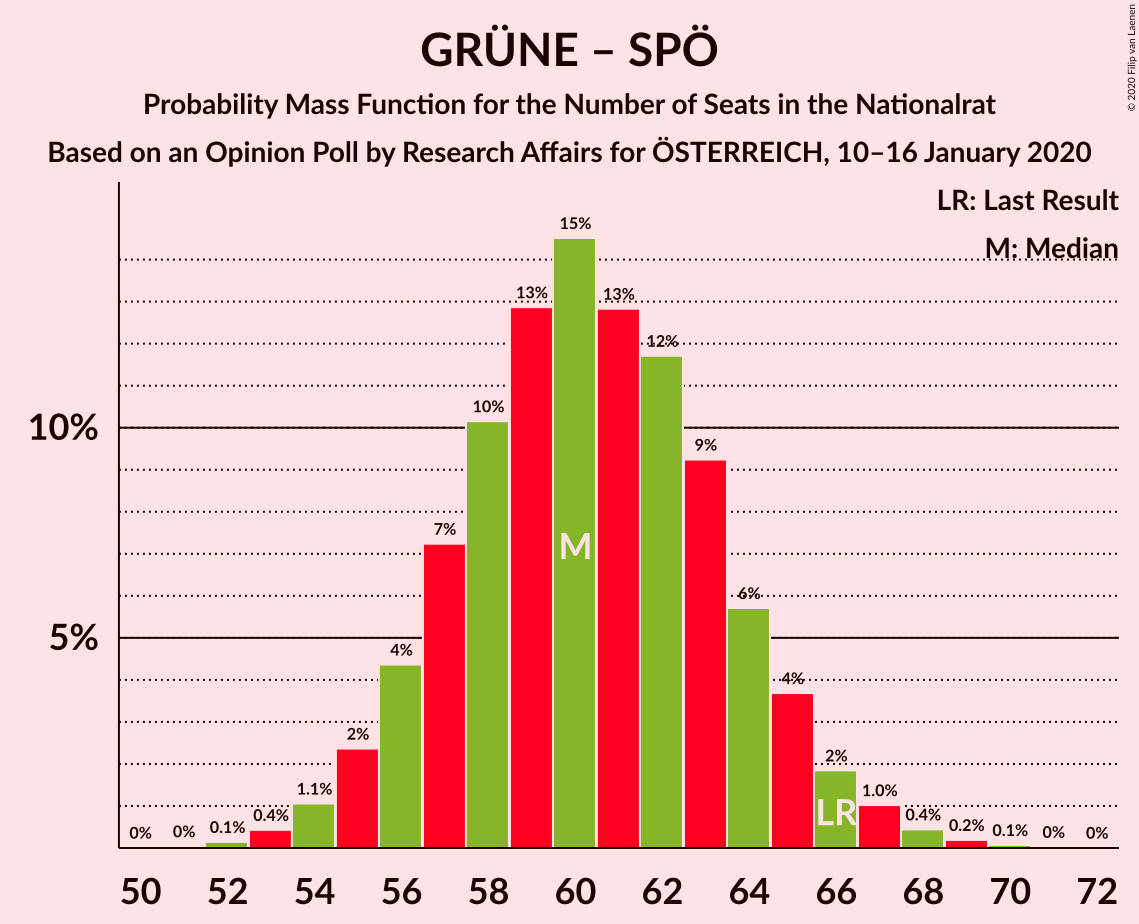 GRÜNE – SPÖ
Probability Mass Function for the Number of Seats in the Nationalrat
Based on an Opinion Poll by Research Affairs for ÖSTERREICH, 10–16 January 2020
© 2020 Filip van Laenen
LR: Last Result
M: Median
10%
5%
0%
0%
0.1%
0.4%
1.1%
2%
4%
7%
10%
13%
15%
13%
12%
9%
6%
4%
2%
1.0%
0.4%
0.2%
0.1%
0%
0%
M
LR
50 52 54 56 58 60 62 64 66 68 70 72